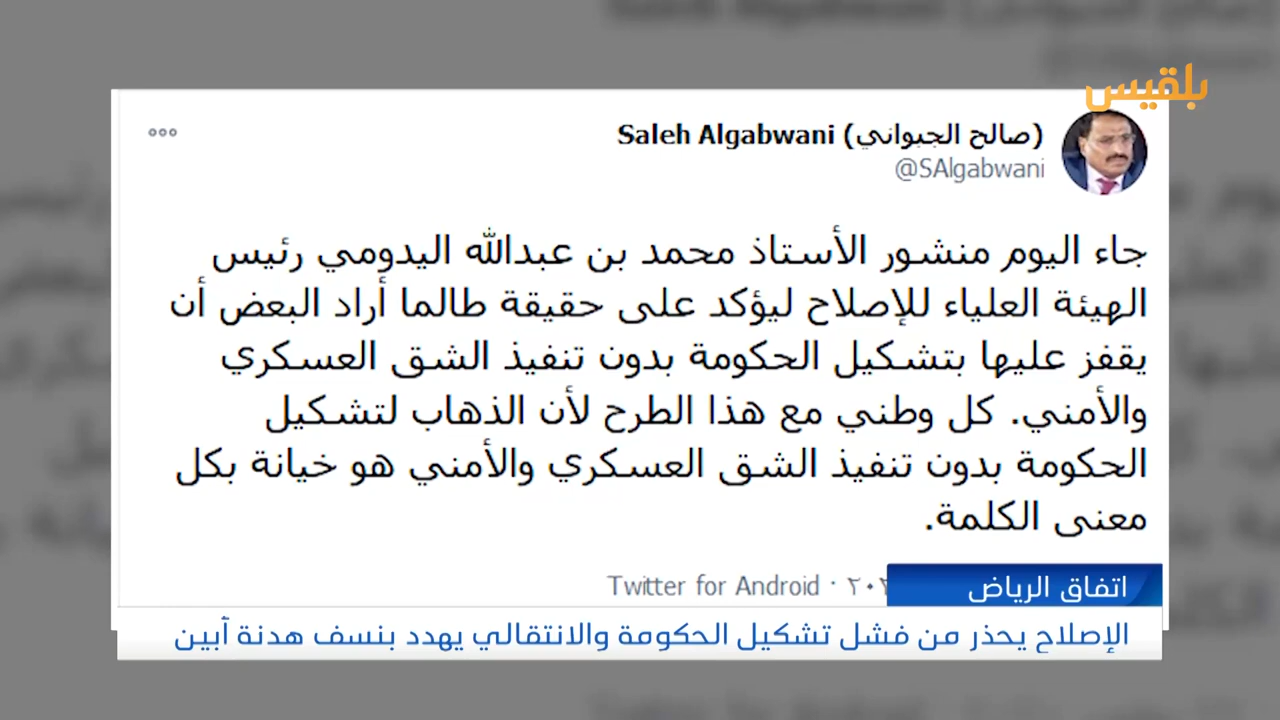 بلقيس
Saleh Algabwani (صالح الجبواني)
@SAlgabwani
جاء اليوم منشور الأستاذ محمد بن عبدالله اليدومي رئيس
الهيئة العلياء للإصلاح ليؤكد على حقيقة طالما أراد البعض أن
يقفز عليها بتشكيل الحكومة بدون تنفيذ الشق العسكري
والأمني. كل وطني مع هذا الطرح لأن الذهاب لتشكيل
الحكومة بدون تنفيذ الشق العسكري والأمني هو خيانة بكل
معنى الكلمة.
Twitter for Android ·
اتفاق الرياض
الإصلاح يحذر من فشل تشكيل الحكومة والانتقالي يهدد بنسف هدنة أبين